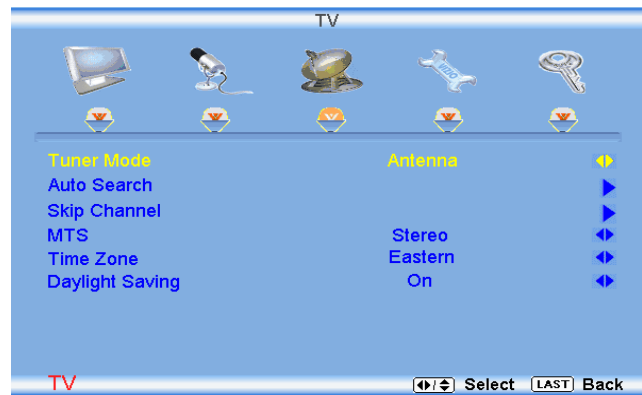 TV
Tuner Mode Antenna
Auto Search
Skip Channel
MTS Stereo
Time Zone Eastern
Daylight Saving On
TV Select LAST Back